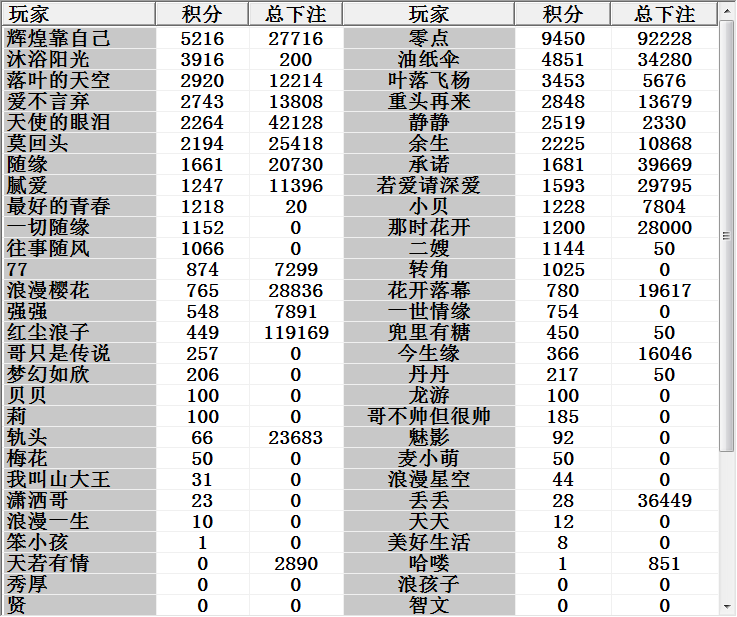 玩家 积分 总下注 玩家 积分 总下注
辉煌靠自己 5216 27716 零点 9450 92228
沐浴阳光 3916 200 油纸伞 4851 34280
落叶的天空 2920 12214 叶落飞杨 3453 5676
爱不言弃 2743 13808 重头再来 2848 13679
天使的眼泪 2264 42128 静静 2519 2330
莫回头 2194 25418 余生 2225 10868
随缘 1661 20730 承诺 1681 39669
腻爱 1247 11396 若爱请深爱 1593 29795
最好的青春 1218 20 小贝 1228 7804
一切随缘 1152 0 那时花开 1200 28000
往事随风 1066 0 二嫂 1144 50
77 874 7299 转角 1025 0
浪漫樱花 765 28836 花开落幕 780 19617
强强 548 7891 一世情缘 754 0
红尘浪子 449 119169 兜里有糖 450 50
哥只是传说 257 0 今生缘 366 16046
梦幻如欣 206 0 丹丹 217 50
贝贝 100 0 龙游 100 0
莉 100 0 哥不帅但很帅 185 0
轨头 66 23683 魅影 92 0
梅花 50 0 麦小萌 50 0
我叫山大王 31 0 浪漫星空 44 0
潇洒哥 23 0 丢丢 28 36449
浪漫一生 10 0 天天 12 0
笨小孩 1 0 美好生活 8 0
天若有情 0 2890 哈喽 1 851
秀厚 0 0 浪孩子 0 0
贤 0 0 智文 0 0